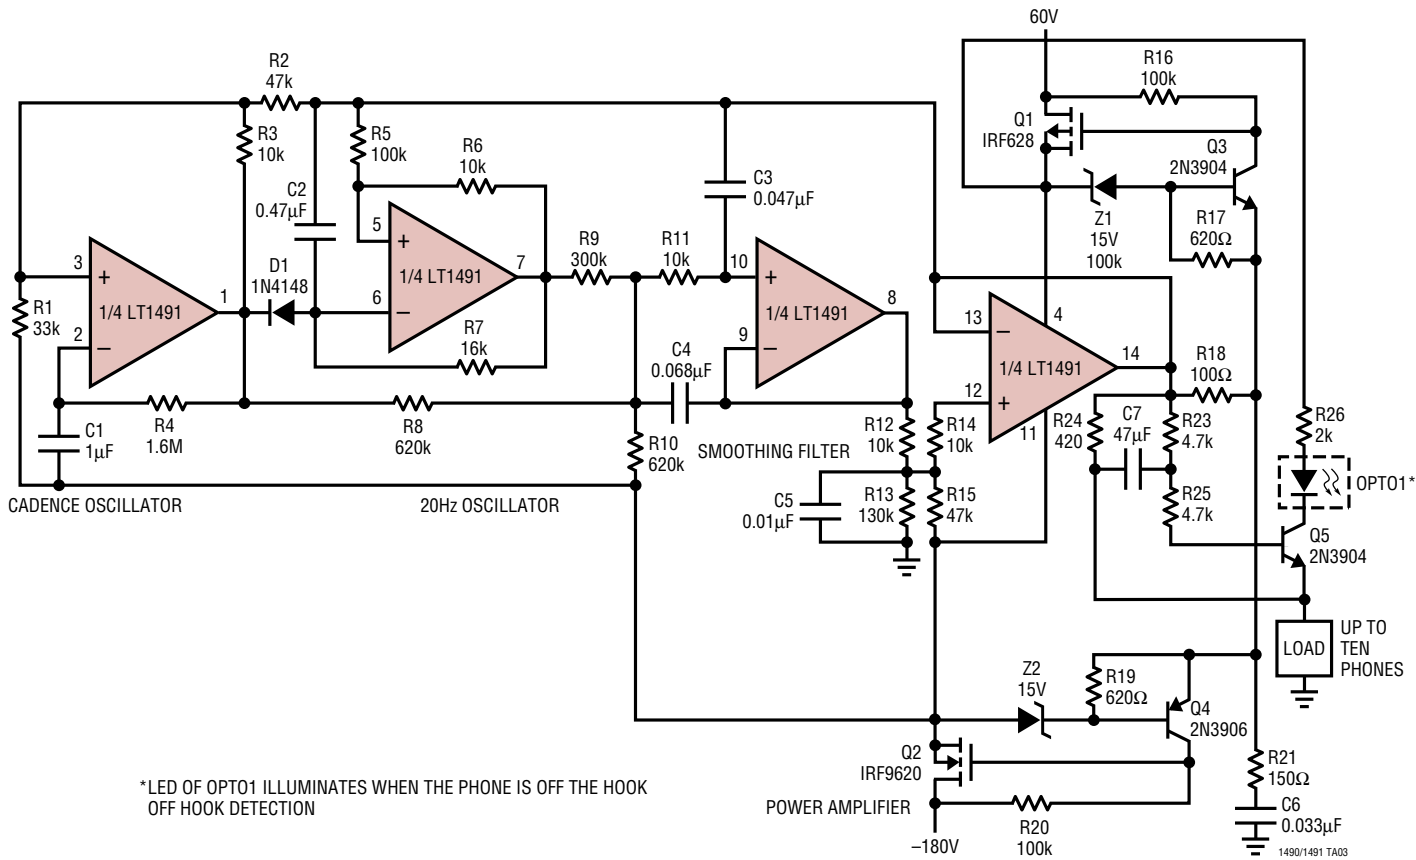 60V
R2
47k
R16
100k
R3
10k
R5
100k
R6
10k
Q1
IRF628
Q3
2N3904
C2
0.47µF
C3
0.047µF
5
+
R9
300k
R11
10k
Z1
15V
100k
R17
620Ω
3
+
D1
1N4148
1/4 LT1491
7
10
+
R1
33k
1/4 LT1491
1
6
–
1/4 LT1491
8
2
–
R7
16k
C4
0.068µF
9
–
13
–
4
1/4 LT1491
14
R18
100Ω
R4
1.6M
R8
620k
12
+
11
C1
1µF
R10
620k
SMOOTHING FILTER
R12
10k
R14
10k
R24
420
C7
47µF
R23
4.7k
R26
2k
CADENCE OSCILLATOR
20Hz OSCILLATOR
C5
0.01µF
R13
130k
R15
47k
R25
4.7k
OPTO1*
Q5
2N3904
LOAD
UP TO
TEN
PHONES
Z2
15V
R19
620Ω
Q4
2N3906
Q2
IRF9620
R21
150Ω
*LED OF OPTO1 ILLUMINATES WHEN THE PHONE IS OFF THE HOOK
OFF HOOK DETECTION
POWER AMPLIFIER
R20
100k
C6
0.033µF
–180V
1490/1491 TA03